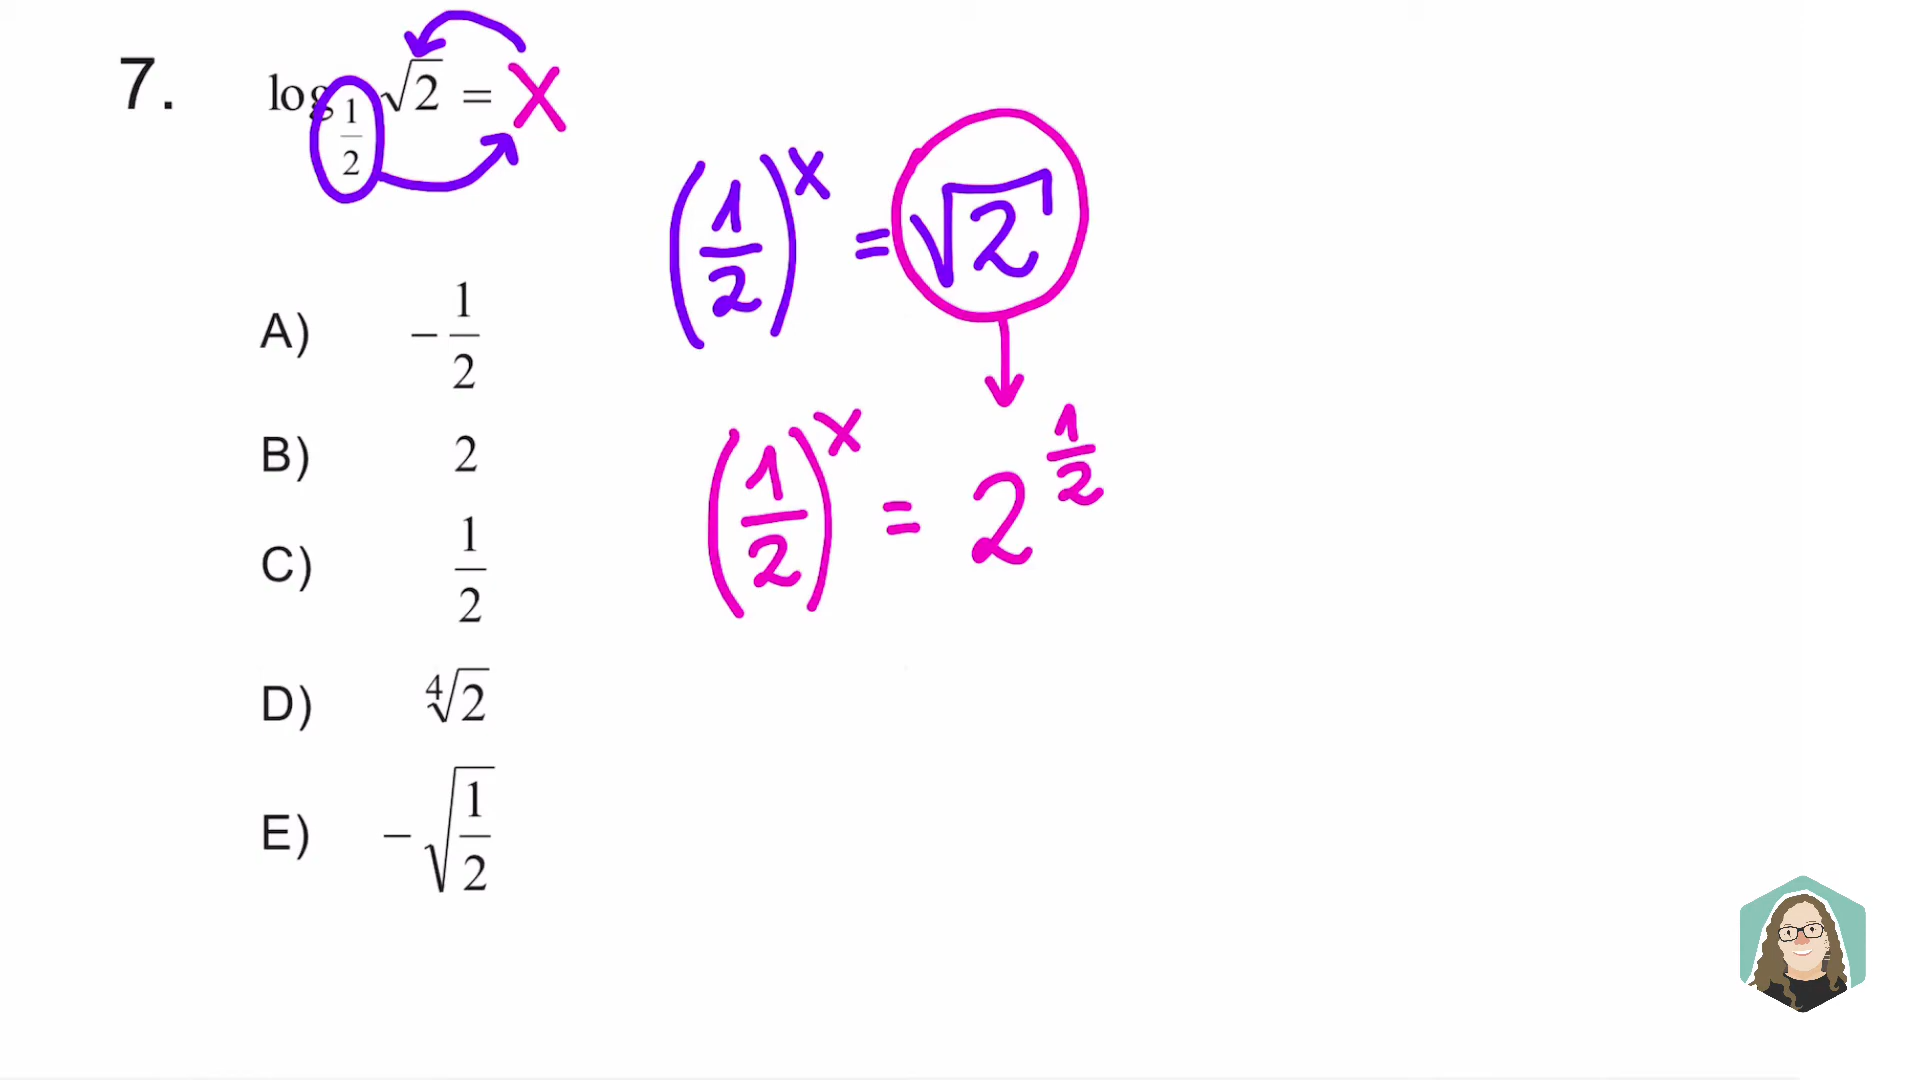 7. log_{1/2} √2 = x
(1/2)^x = √2
A) −1/2
(1/2)^x = 2^{1/2}
B) 2
C) 1/2
D) ∜2
E) −√(1/2)